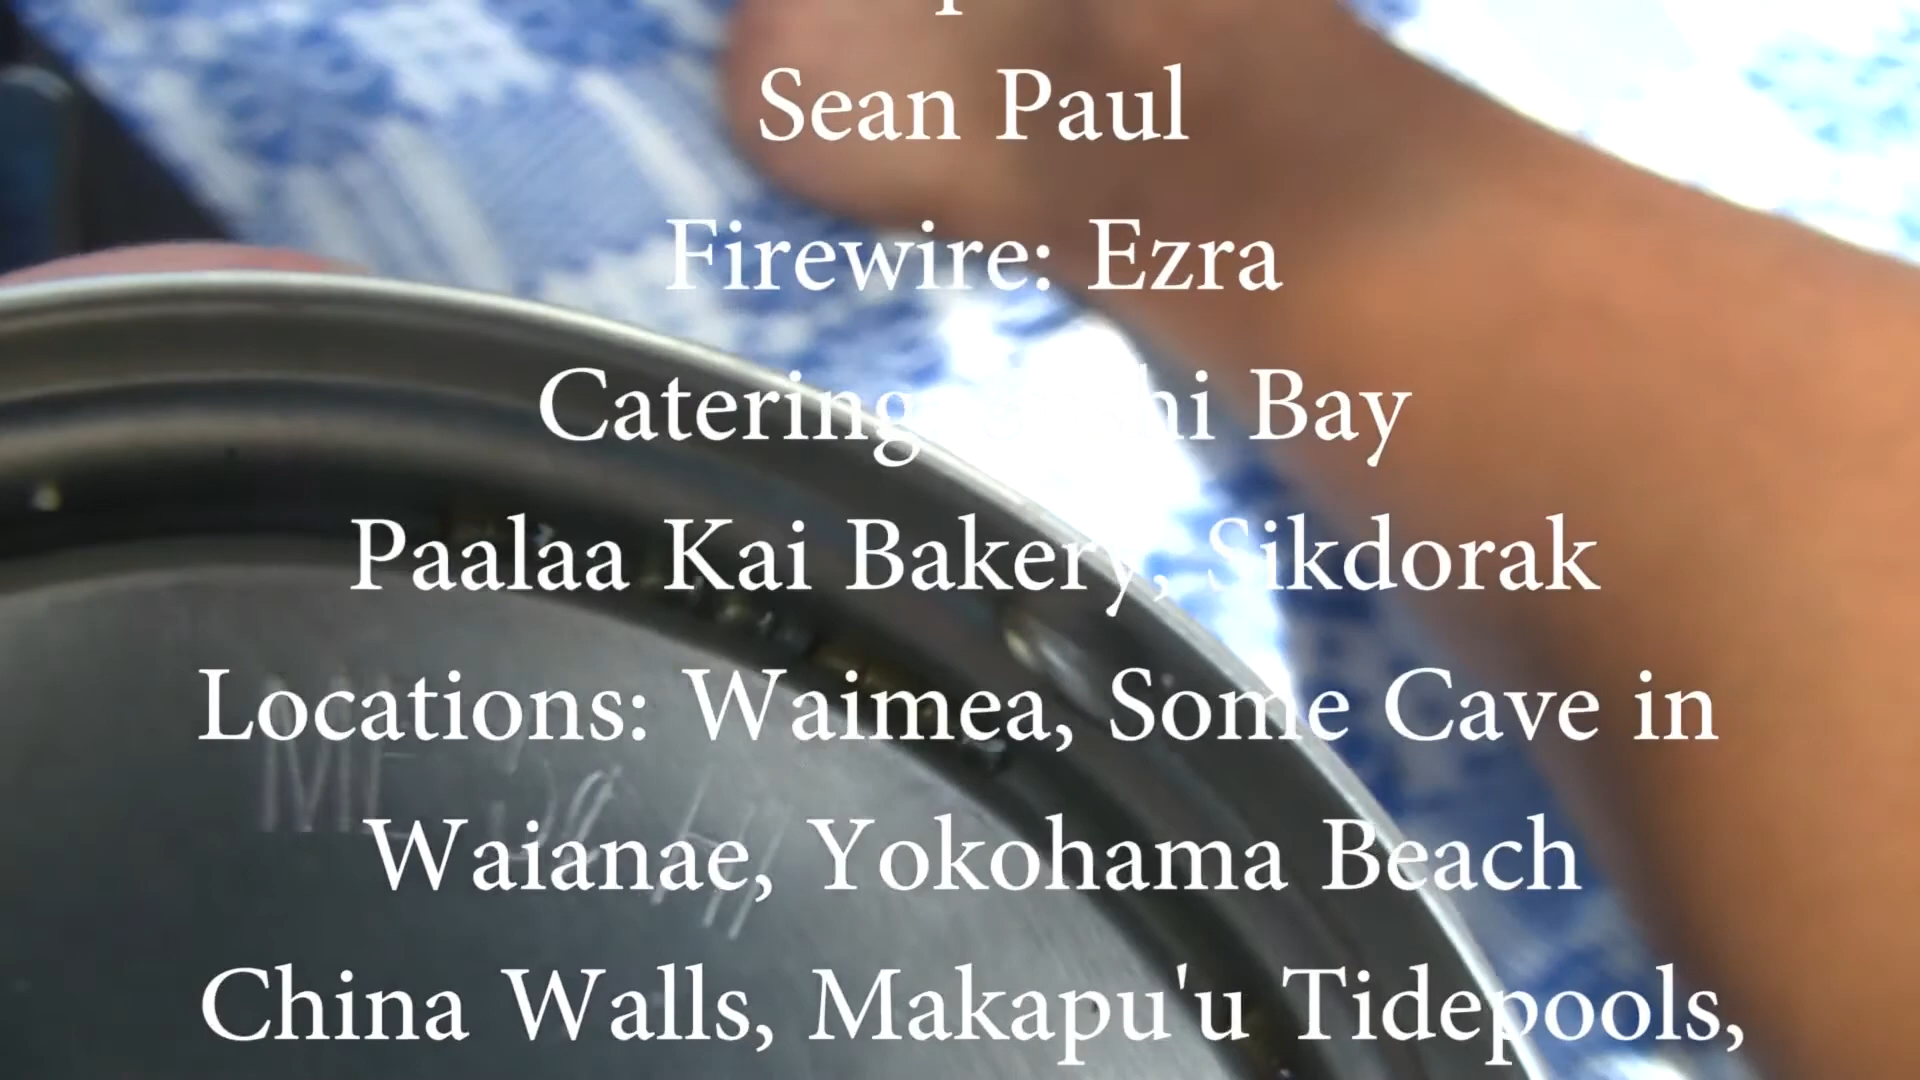 Sean Paul
Firewire: Ezra
Catering: Bay
Paalaa Kai Bakery, Sikdorak
Locations: Waimea, Some Cave in
Waianae, Yokohama Beach
China Walls, Makapu'u Tidepools,